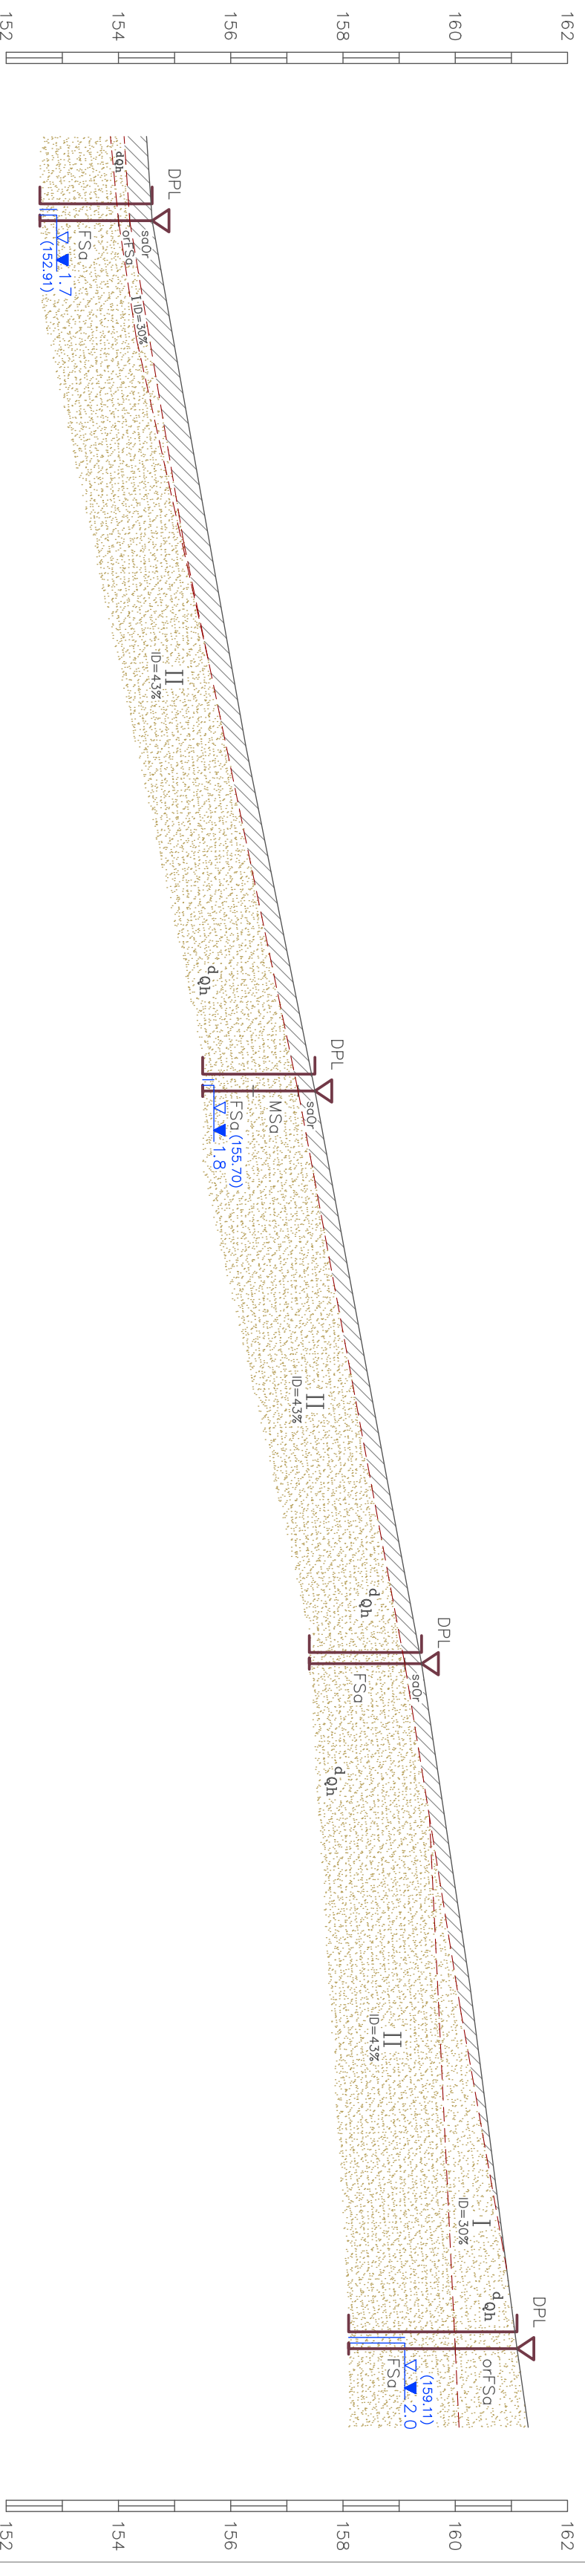 162
160
158
156
154
152
DPL
saOr
orFSa
FSa
1.7
(152.91)
dQh
I ID=30%
II
ID=43%
dQh
DPL
saOr
MSa
FSa
(155.70)
1.8
II
ID=43%
dQh
DPL
saOr
FSa
dQh
II
ID=43%
I
ID=30%
dQh
DPL
orFSa
(159.11)
2.0
FSa
162
160
158
156
154
152